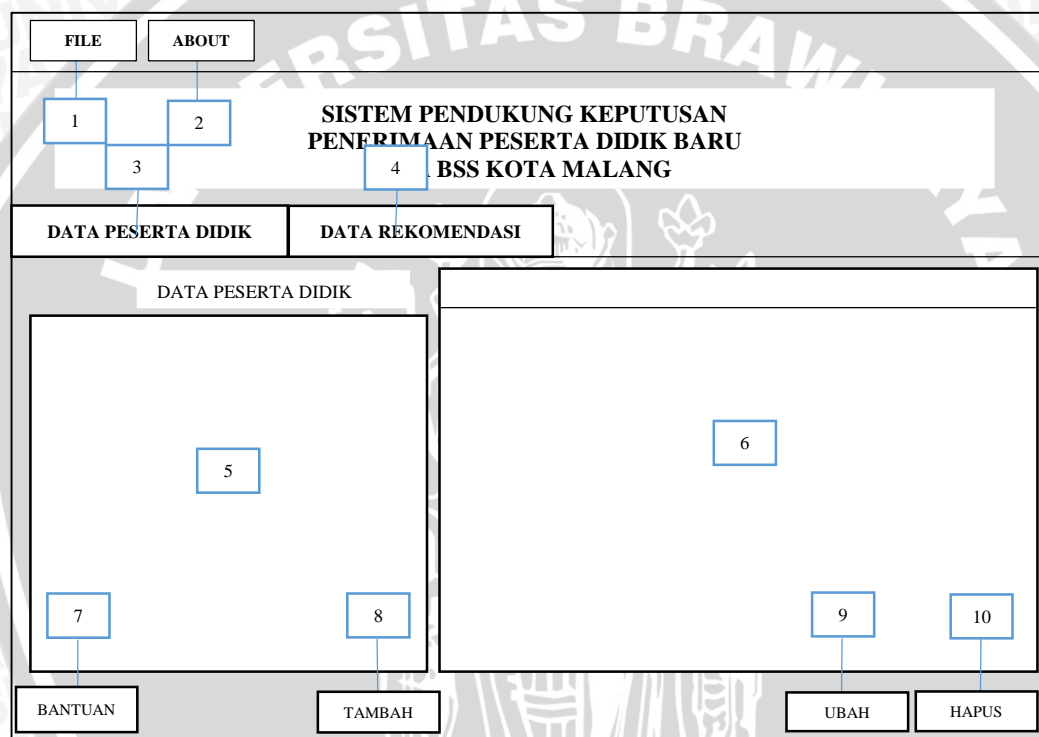 FILE
ABOUT
1
2
SISTEM PENDUKUNG KEPUTUSAN
PENERIMAAN PESERTA DIDIK BARU
BSS KOTA MALANG
3
4
DATA PESERTA DIDIK
DATA REKOMENDASI
DATA PESERTA DIDIK
5
6
7
8
9
10
BANTUAN
TAMBAH
UBAH
HAPUS